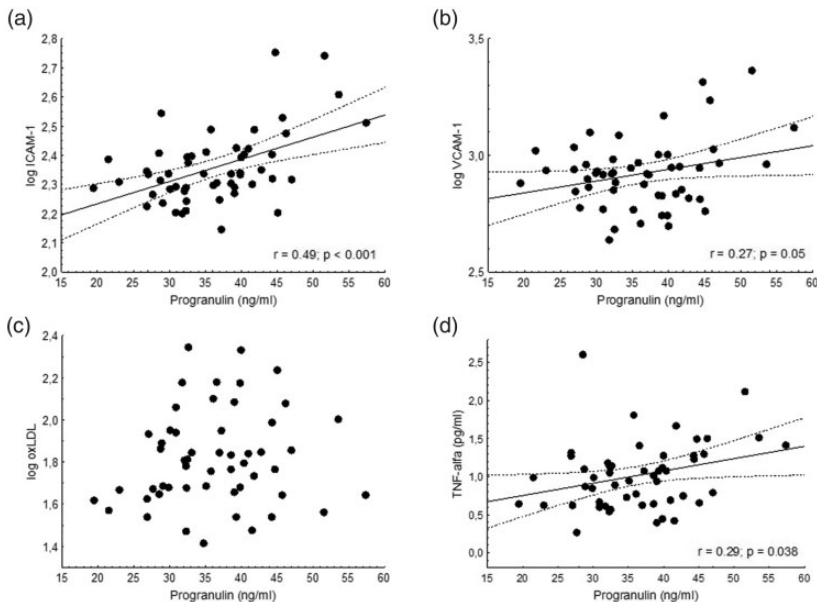 (a)
2,8
2,7
2,6
2,5
2,4
2,3
2,2
2,1
2,0
log ICAM-1
15 20 25 30 35 40 45 50 55 60
Progranulin (ng/ml)
r = 0.49; p < 0.001
(b)
3,5
3,0
2,5
log VCAM-1
15 20 25 30 35 40 45 50 55 60
Progranulin (ng/ml)
r = 0.27; p = 0.05
(c)
2,4
2,2
2,0
1,8
1,6
1,4
log oxLDL
15 20 25 30 35 40 45 50 55 60
Progranulin (ng/ml)
(d)
2,5
2,0
1,5
1,0
0,5
0,0
TNF-alfa (pg/ml)
15 20 25 30 35 40 45 50 55 60
Progranulin (ng/ml)
r = 0.29; p = 0.038